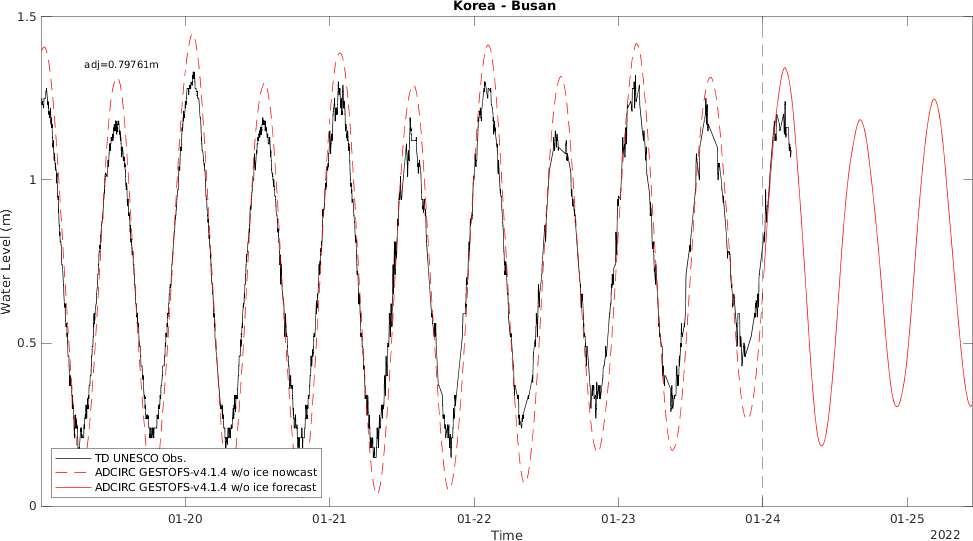 Korea - Busan
1.5
adj=0.79761m
1
Water Level (m)
0.5
TD UNESCO Obs.
ADCIRC GESTOFS-v4.1.4 w/o ice nowcast
ADCIRC GESTOFS-v4.1.4 w/o ice forecast
0
01-20 01-21 01-22 01-23 01-24 01-25
Time
2022